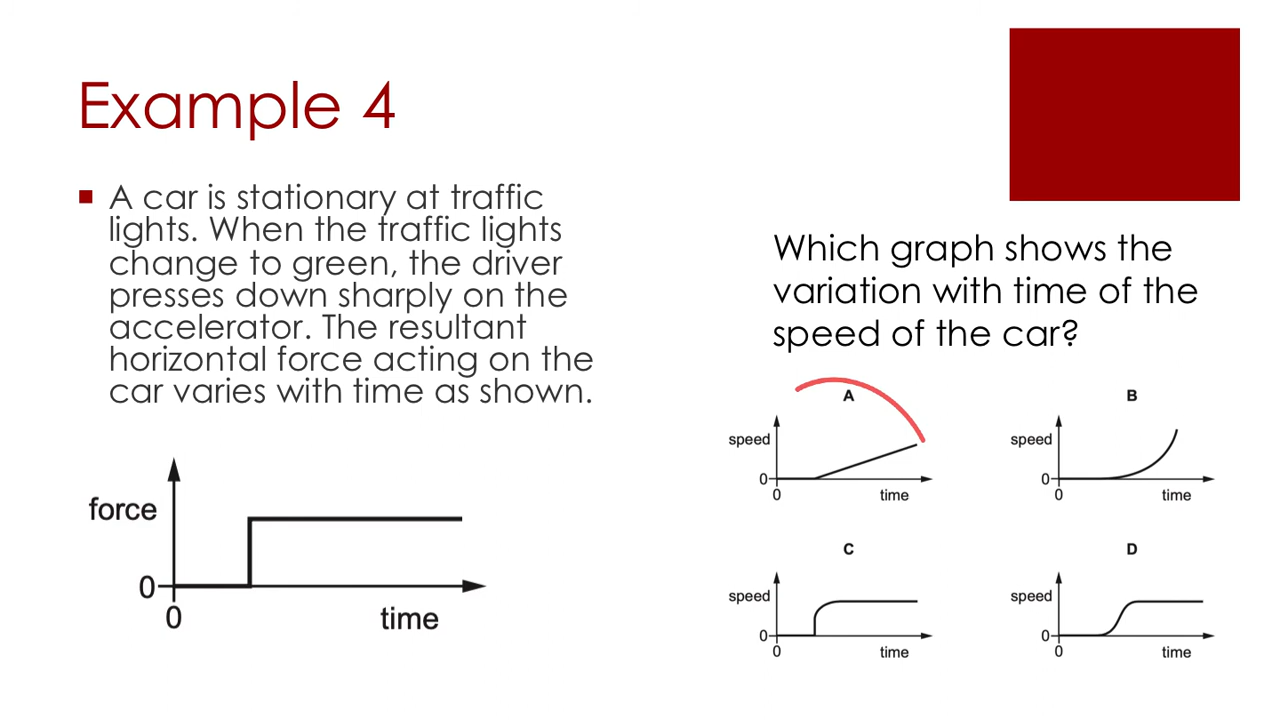 Example 4
A car is stationary at traffic
lights. When the traffic lights
change to green, the driver
presses down sharply on the
accelerator. The resultant
horizontal force acting on the
car varies with time as shown.
force
0
0
time
Which graph shows the
variation with time of the
speed of the car?
A
speed
0
0
time
B
speed
0
0
time
C
speed
0
0
time
D
speed
0
0
time